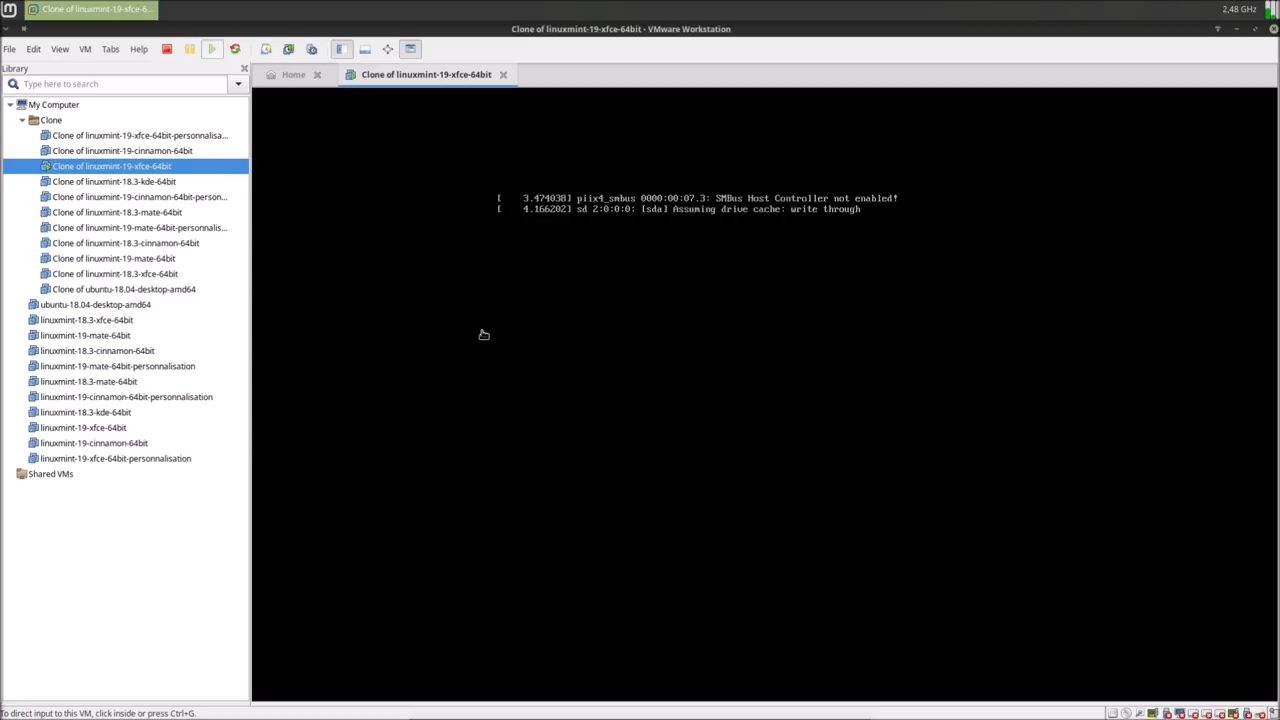 Clone of linuxmint-19-xfce-6...
2,48 GHz
Clone of linuxmint-19-xfce-64bit - VMware Workstation
File Edit View VM Tabs Help
Library
Type here to search
Home
Clone of linuxmint-19-xfce-64bit
My Computer
Clone
Clone of linuxmint-19-xfce-64bit-personnalisa...
Clone of linuxmint-19-cinnamon-64bit
Clone of linuxmint-19-xfce-64bit
Clone of linuxmint-18.3-kde-64bit
Clone of linuxmint-19-cinnamon-64bit-person...
Clone of linuxmint-18.3-mate-64bit
Clone of linuxmint-19-mate-64bit-personnalis...
Clone of linuxmint-18.3-cinnamon-64bit
Clone of linuxmint-19-mate-64bit
Clone of linuxmint-18.3-xfce-64bit
Clone of ubuntu-18.04-desktop-amd64
ubuntu-18.04-desktop-amd64
linuxmint-18.3-xfce-64bit
linuxmint-19-mate-64bit
linuxmint-18.3-cinnamon-64bit
linuxmint-19-mate-64bit-personnalisation
linuxmint-18.3-mate-64bit
linuxmint-19-cinnamon-64bit-personnalisation
linuxmint-18.3-kde-64bit
linuxmint-19-xfce-64bit
linuxmint-19-cinnamon-64bit
linuxmint-19-xfce-64bit-personnalisation
Shared VMs
[ 3.474038] piix4_smbus 0000:00:07.3: SMBus Host Controller not enabled!
[ 4.166202] sd 2:0:0:0: [sda] Assuming drive cache: write through
To direct input to this VM, click inside or press Ctrl+G.